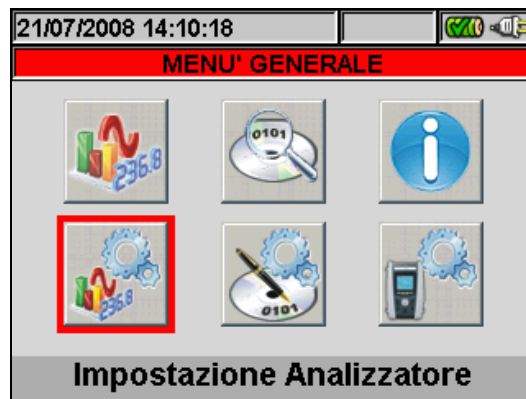 21/07/2008 14:10:18
MENU' GENERALE
236.8
0101
236.8
0101
Impostazione Analizzatore